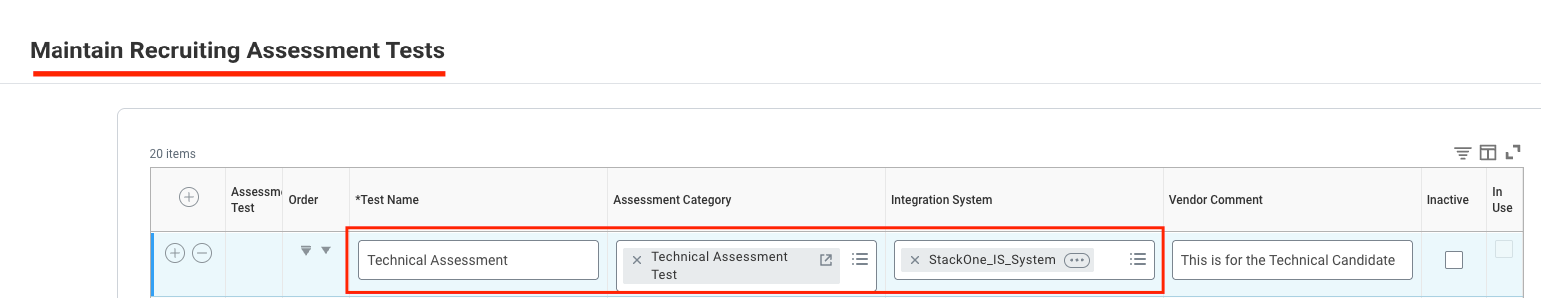 Maintain Recruiting Assessment Tests
20 items
Assessm
Test
Order
*Test Name
Assessment Category
Integration System
Vendor Comment
Inactive
In
Use
Technical Assessment
Technical Assessment
Test
StackOne_IS_System
This is for the Technical Candidate